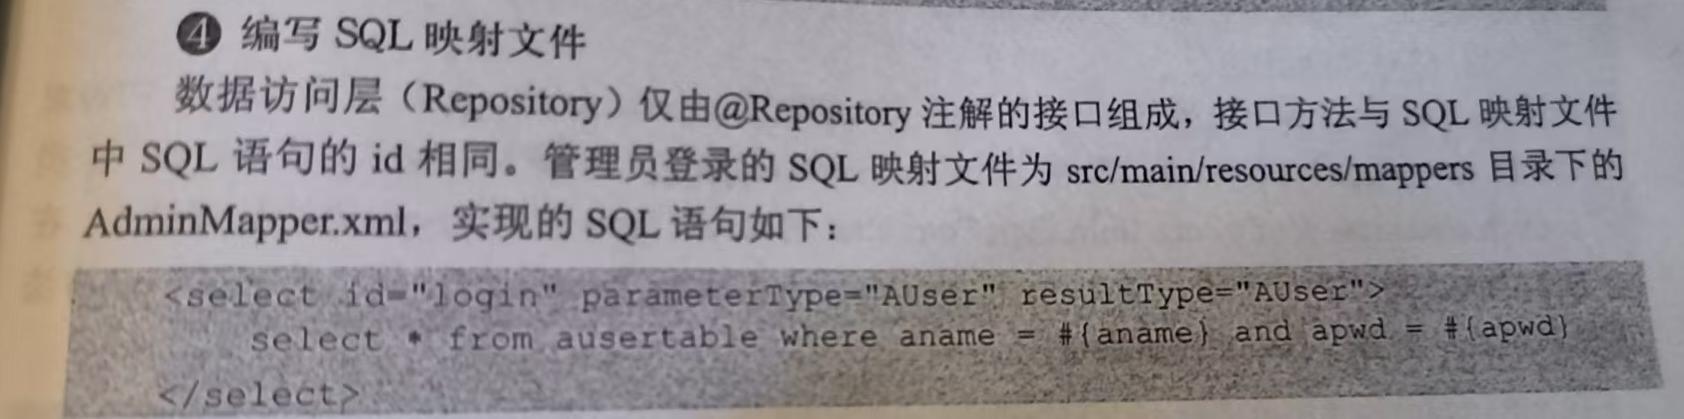 ❹ 编写 SQL 映射文件
数据访问层（Repository）仅由@Repository 注解的接口组成，接口方法与 SQL 映射文件
中 SQL 语句的 id 相同。管理员登录的 SQL 映射文件为 src/main/resources/mappers 目录下的
AdminMapper.xml，实现的 SQL 语句如下：
<select id="login" parameterType="AUser" resultType="AUser">
select * from ausertable where aname = #{aname} and apwd = #{apwd}
</select>